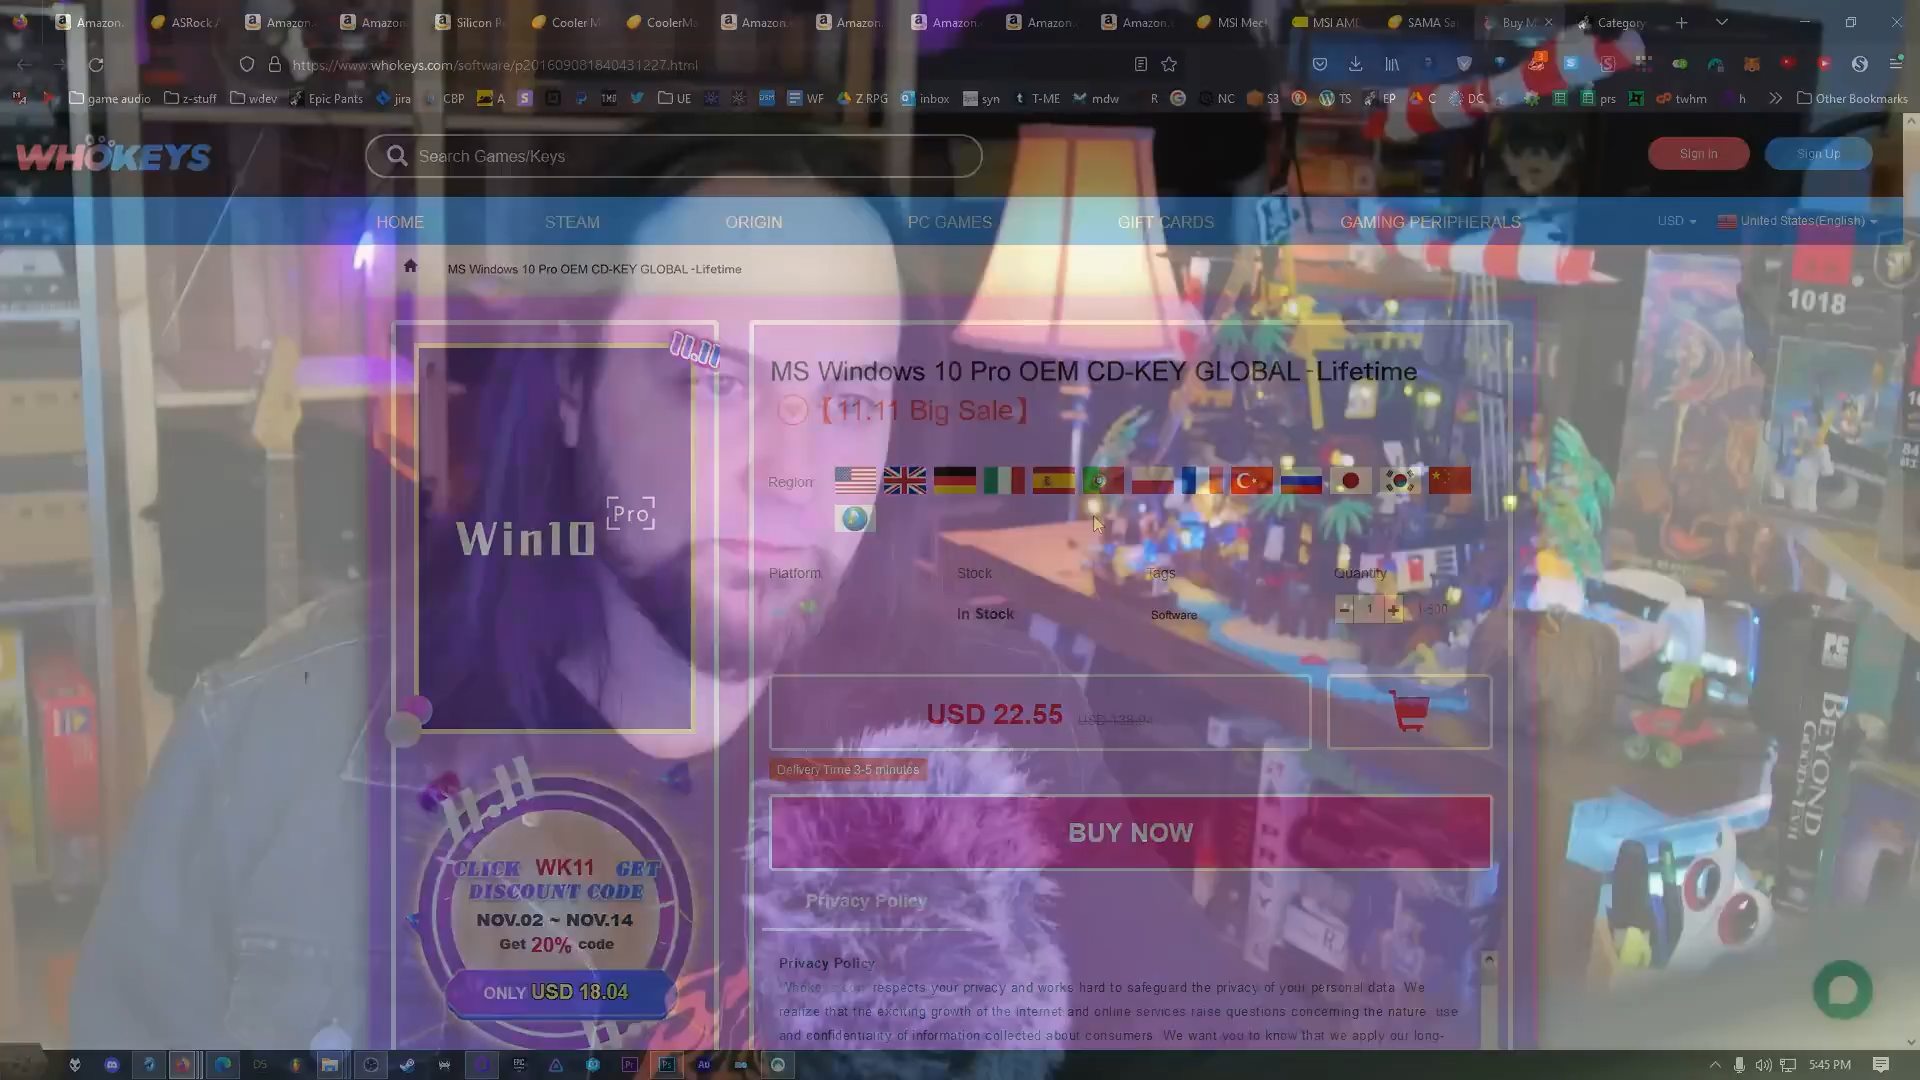 Amazon.
ASRock A
Amazon.
Amazon.
Silicon P
Cooler M
CoolerMa
Amazon.
Amazon.
Amazon.
Amazon.
Amazon.
MSI Mec
MSI AM
SAMA Sa
Buy M
Category
https://www.whokeys.com/software/p201609081840431227.html
game audio
z-stuff
wdev
Epic Pants
jira
CBP
A
UE
WF
Z RPG
inbox
syn
T-ME
mdw
R
NC
S3
TS
EP
C
DC
prs
twhm
h
Other Bookmarks
WHOKEYS
Search Games/Keys
Sign In
Sign Up
HOME
STEAM
ORIGIN
PC GAMES
GIFT CARDS
GAMING PERIPHERALS
USD
United States(English)
MS Windows 10 Pro OEM CD-KEY GLOBAL -Lifetime
1018
11.11
Win10 Pro
MS Windows 10 Pro OEM CD-KEY GLOBAL -Lifetime
【11.11 Big Sale】
Region
Platform
Stock
Tags
Quantity
In Stock
Software
1
USD 22.55
Delivery Time 3-5 minutes
BUY NOW
11.11
CLICK WK11 GET
DISCOUNT CODE
NOV.02 ~ NOV.14
Get 20% code
ONLY USD 18.04
Privacy Policy
Privacy Policy
respects your privacy and works hard to safeguard the privacy of your personal data. We
realize that the exciting growth of the Internet and online services raise questions concerning the nature, use
and confidentiality of information collected about consumers. We want you to know that we apply our long-
BEYOND
GOOD & EVIL
5:45 PM